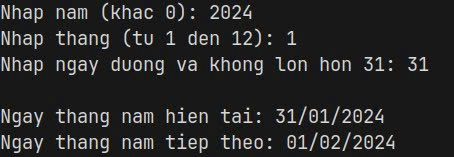 Nhap nam (khac 0): 2024
Nhap thang (tu 1 den 12): 1
Nhap ngay duong va khong lon hon 31: 31
Ngay thang nam hien tai: 31/01/2024
Ngay thang nam tiep theo: 01/02/2024